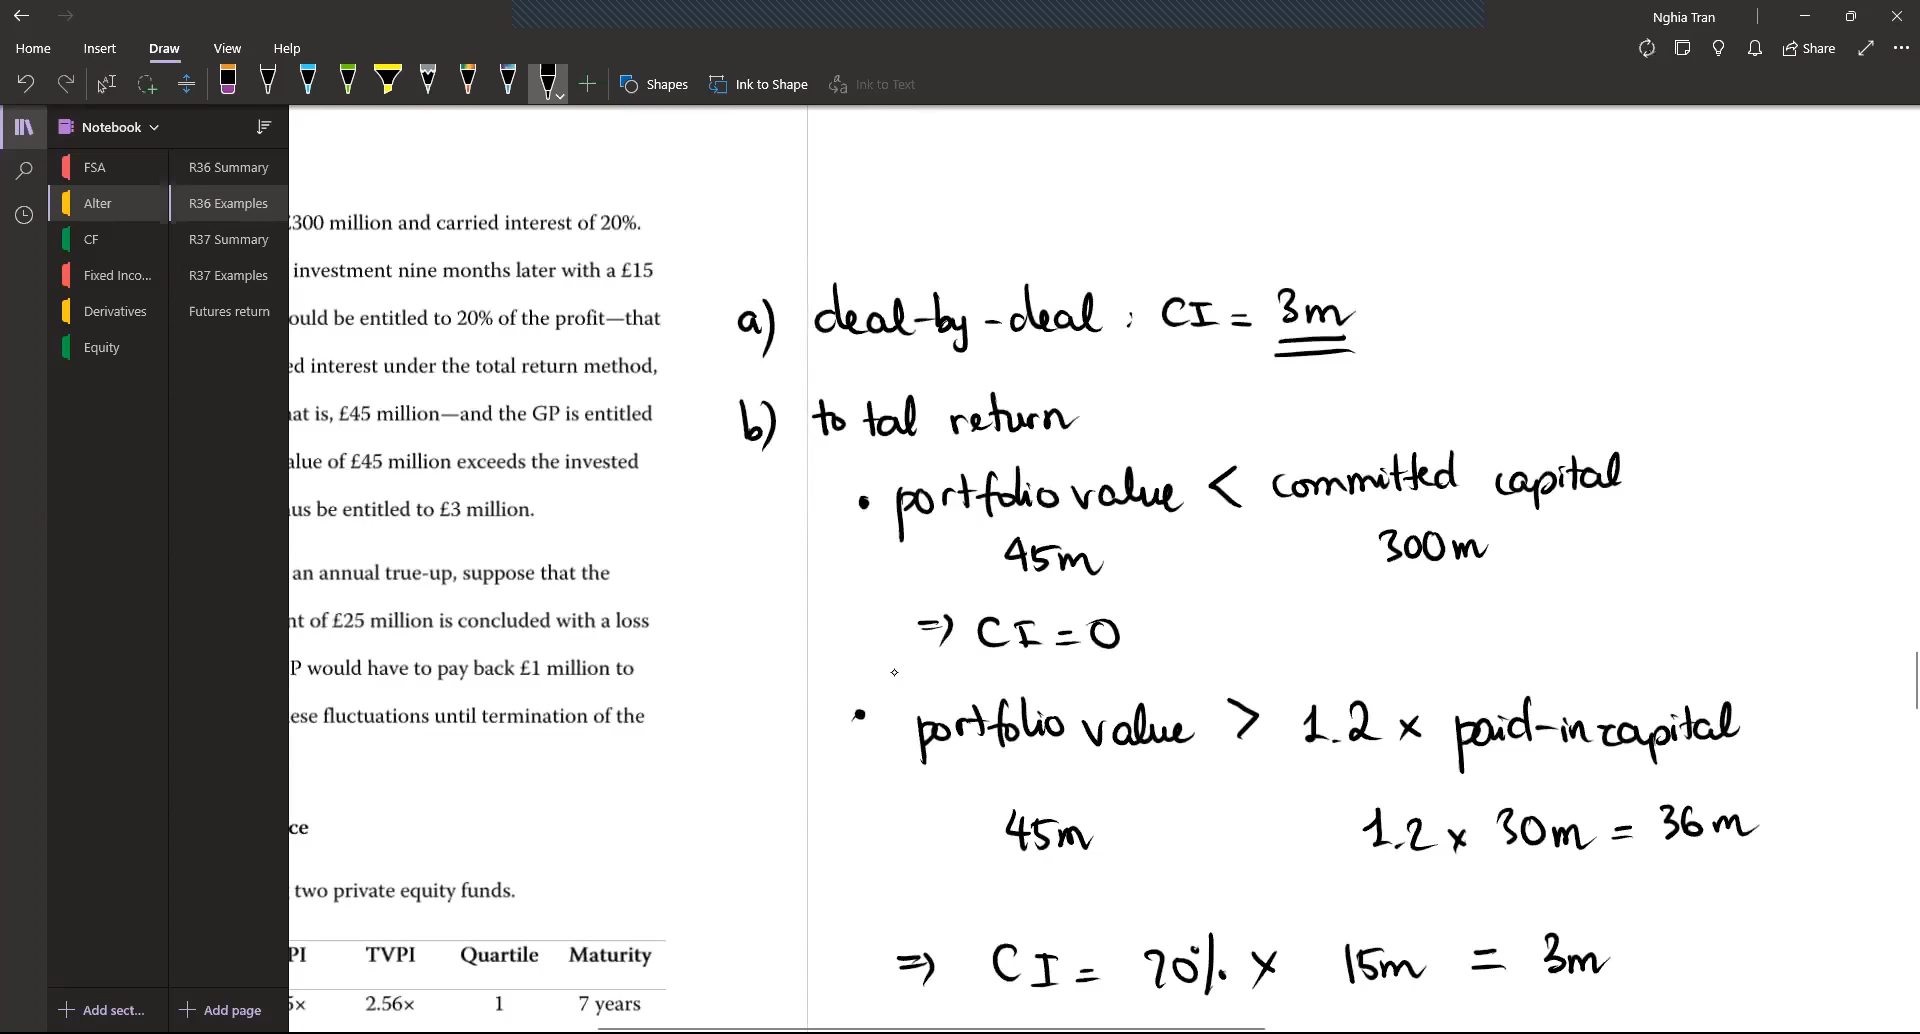 Nghia Tran
Home Insert Draw View Help
Share
Shapes Ink to Shape Ink to Text
Notebook
FSA
Alter
CF
Fixed Inco...
Derivatives
Equity
Add sect...
R36 Summary
R36 Examples
R37 Summary
R37 Examples
Futures return
Add page
£300 million and carried interest of 20%.
investment nine months later with a £15
ould be entitled to 20% of the profit—that
ed interest under the total return method,
hat is, £45 million—and the GP is entitled
alue of £45 million exceeds the invested
us be entitled to £3 million.
an annual true-up, suppose that the
nt of £25 million is concluded with a loss
P would have to pay back £1 million to
ese fluctuations until termination of the
ce
two private equity funds.
PI TVPI Quartile Maturity
5× 2.56× 1 7 years
a) deal-by-deal : CI = 3m
b) total return
• portfolio value < committed capital
45m 300m
=> CI = 0
• portfolio value > 1.2 × paid-in capital
45m 1.2 × 30m = 36m
=> CI = 20% × 15m = 3m